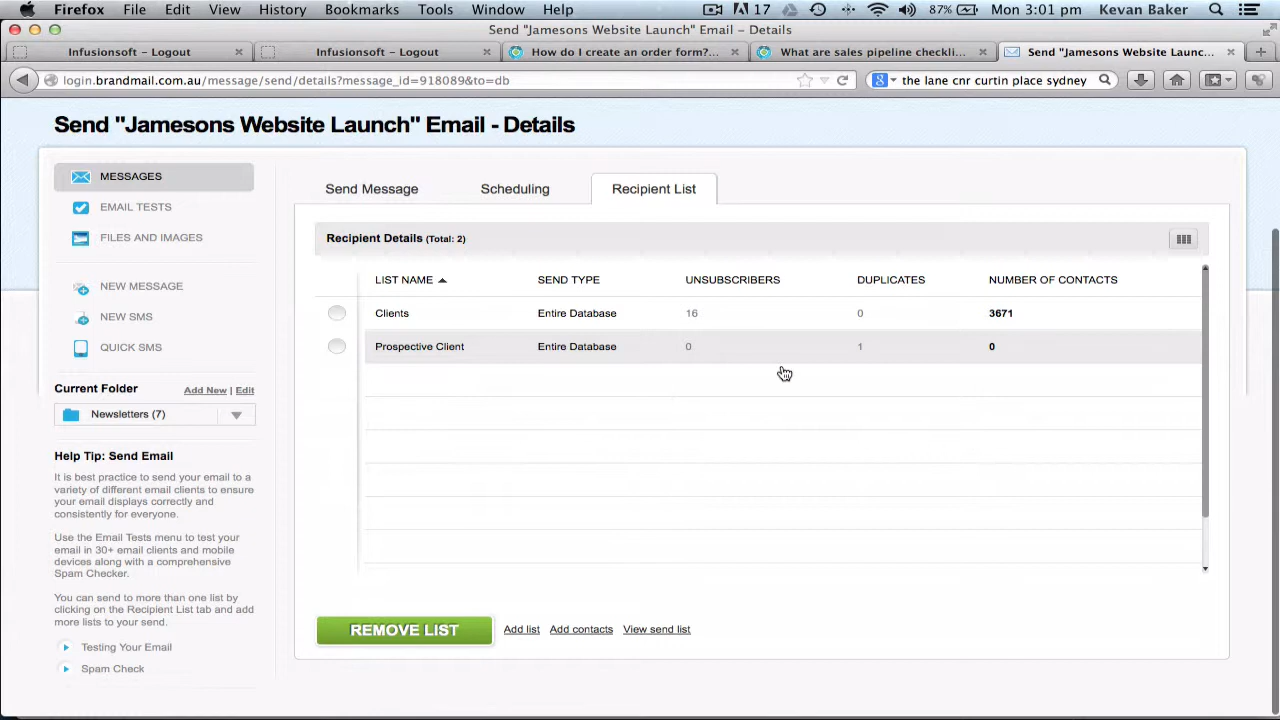 Firefox File Edit View History Bookmarks Tools Window Help 17 87% Mon 3:01 pm Kevan Baker
Send "Jamesons Website Launch" Email - Details
Infusionsoft - Logout
Infusionsoft - Logout
How do I create an order form?...
What are sales pipeline checkli...
Send "Jamesons Website Launc...
login.brandmail.com.au/message/send/details?message_id=918089&to=db
the lane cnr curtin place sydney
Send "Jamesons Website Launch" Email - Details
MESSAGES
EMAIL TESTS
FILES AND IMAGES
NEW MESSAGE
NEW SMS
QUICK SMS
Current Folder Add New | Edit
Newsletters (7)
Help Tip: Send Email
It is best practice to send your email to a
variety of different email clients to ensure
your email displays correctly and
consistently for everyone.
Use the Email Tests menu to test your
email in 30+ email clients and mobile
devices along with a comprehensive
Spam Checker.
You can send to more than one list by
clicking on the Recipient List tab and add
more lists to your send.
Testing Your Email
Spam Check
Send Message Scheduling Recipient List
Recipient Details (Total: 2)
LIST NAME SEND TYPE UNSUBSCRIBERS DUPLICATES NUMBER OF CONTACTS
Clients Entire Database 16 0 3671
Prospective Client Entire Database 0 1 0
REMOVE LIST Add list Add contacts View send list